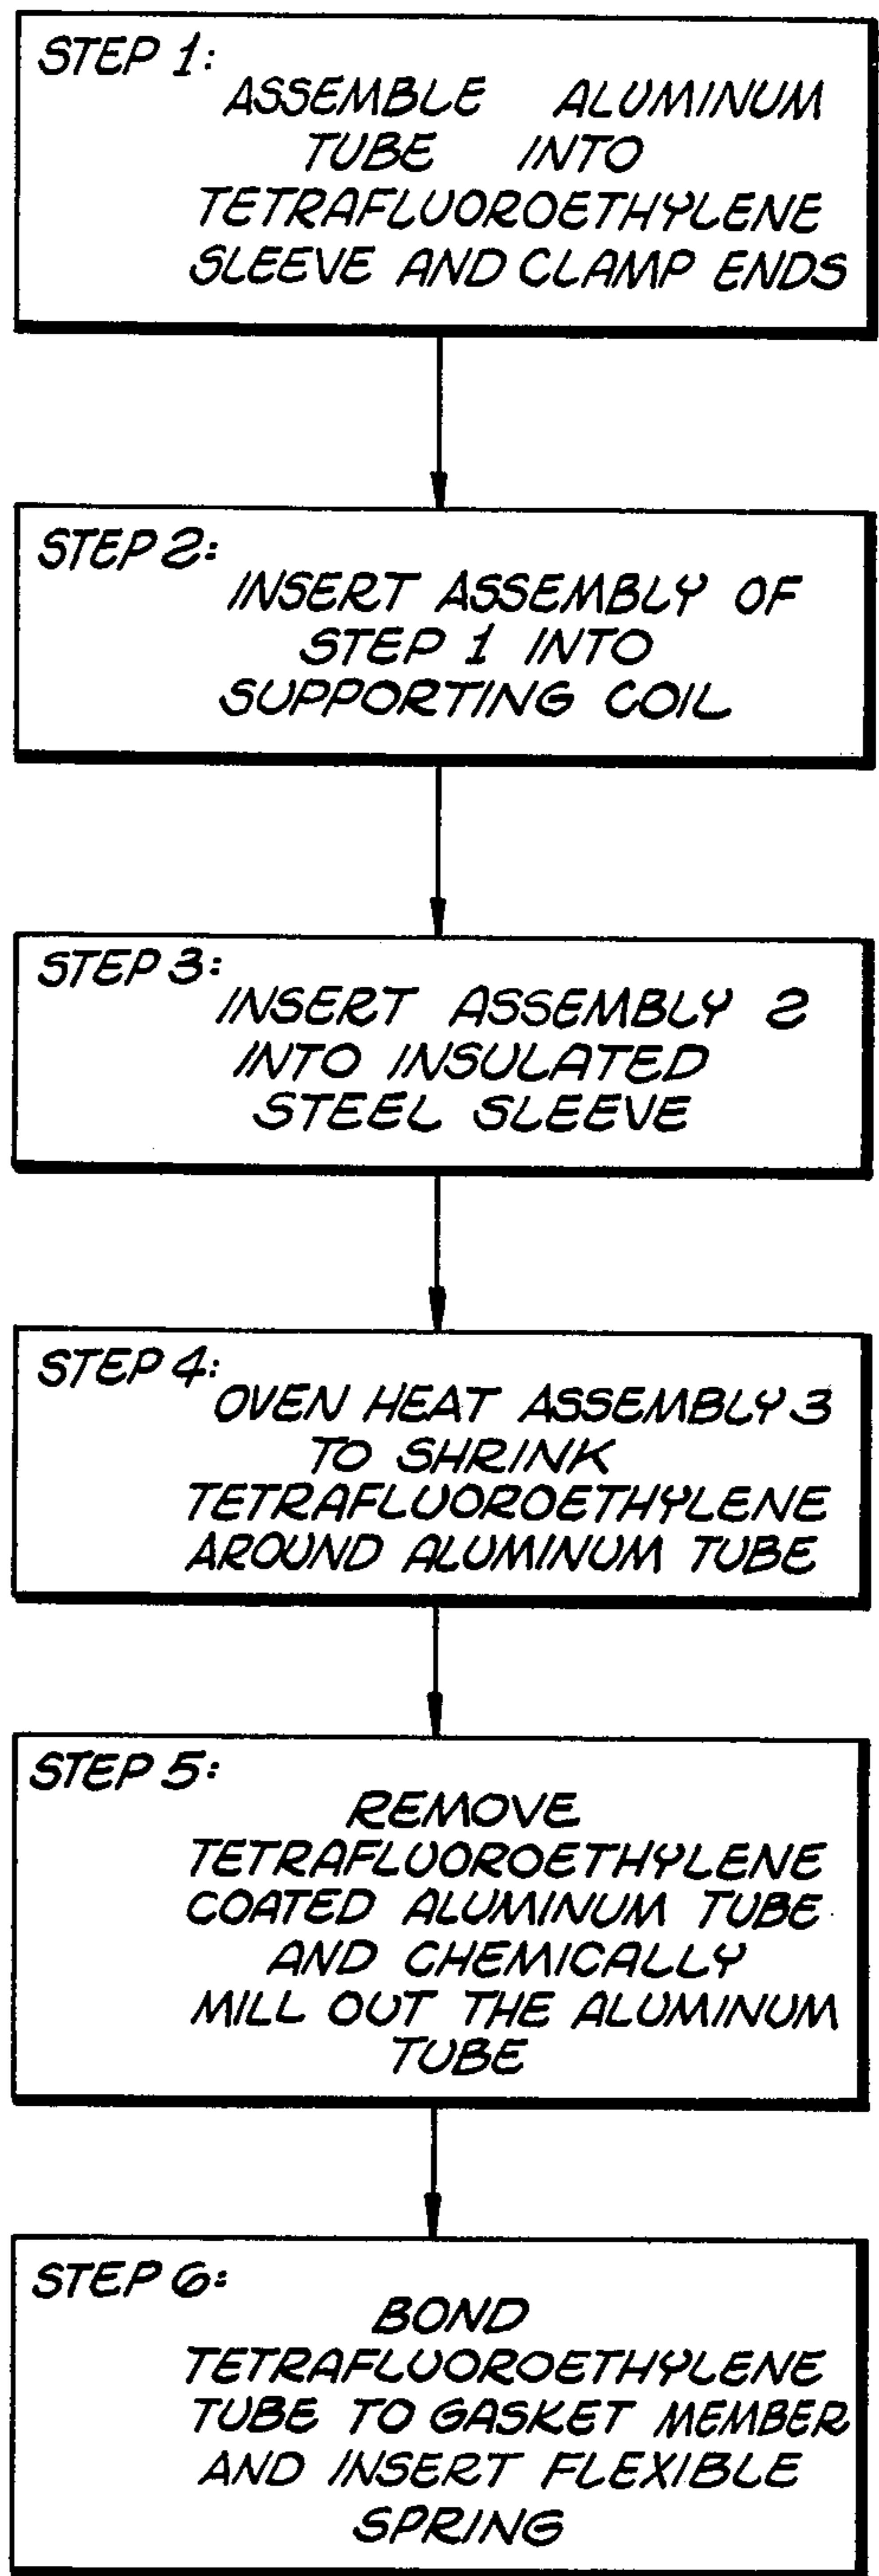 STEP 1:
ASSEMBLE ALUMINUM
TUBE INTO
TETRAFLUOROETHYLENE
SLEEVE AND CLAMP ENDS
STEP 2:
INSERT ASSEMBLY OF
STEP 1 INTO
SUPPORTING COIL
STEP 3:
INSERT ASSEMBLY 2
INTO INSULATED
STEEL SLEEVE
STEP 4:
OVEN HEAT ASSEMBLY 3
TO SHRINK
TETRAFLUOROETHYLENE
AROUND ALUMINUM TUBE
STEP 5:
REMOVE
TETRAFLUOROETHYLENE
COATED ALUMINUM TUBE
AND CHEMICALLY
MILL OUT THE ALUMINUM
TUBE
STEP 6:
BOND
TETRAFLUOROETHYLENE
TUBE TO GASKET MEMBER
AND INSERT FLEXIBLE
SPRING